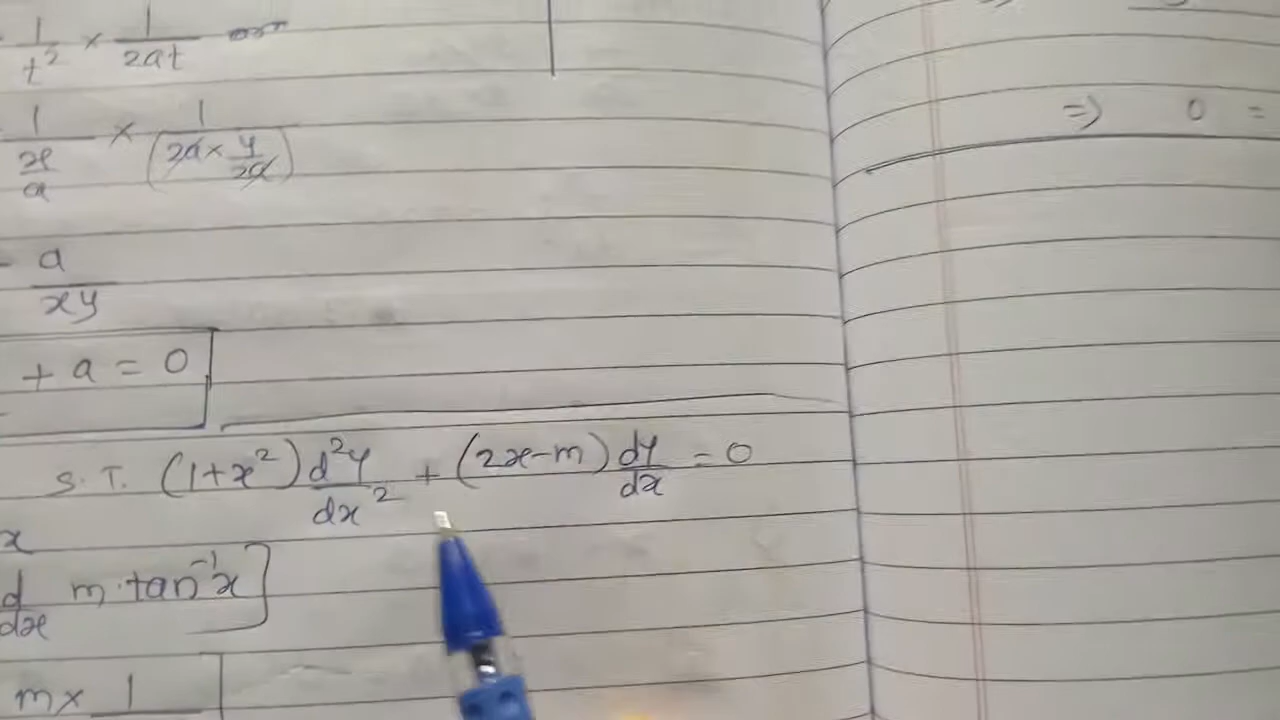 1/t² × 1/2at
1/(x/a) × 1/(2a × y/2a)
- a/xy
+ a = 0
S.T. (1+x²) d²y/dx² + (2x-m) dy/dx = 0
x
d/dx m·tan⁻¹x]
m × 1
⇒ 0 =